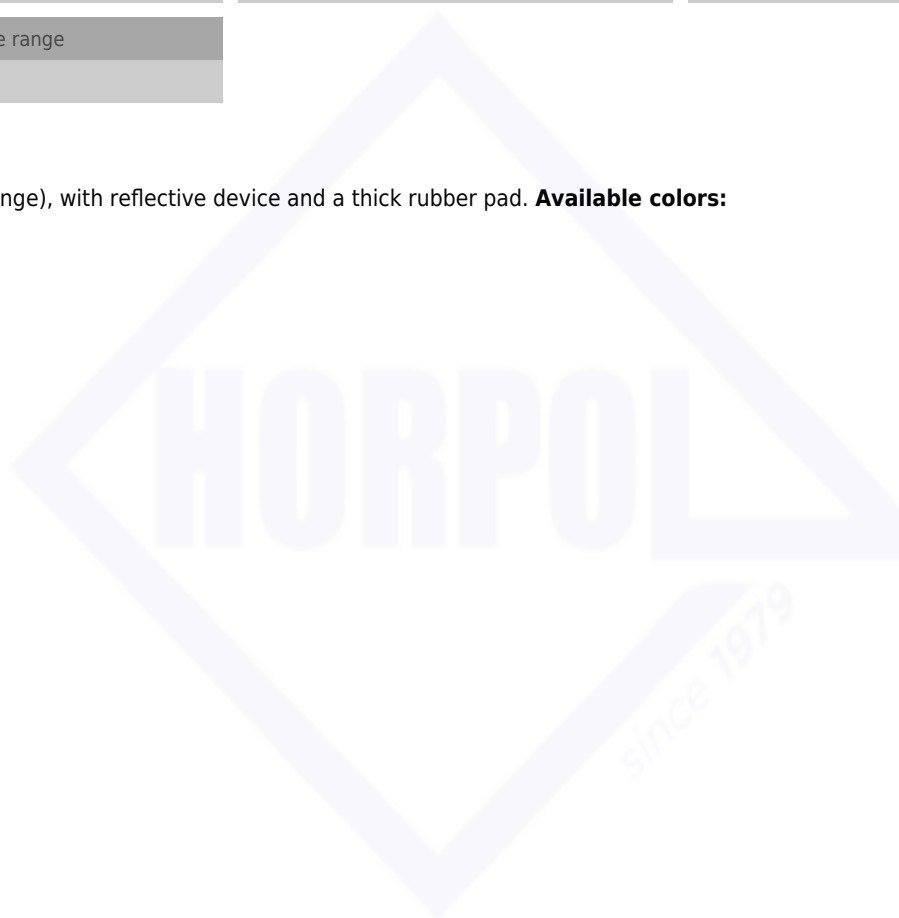 e range
nge), with reflective device and a thick rubber pad. Available colors:
HORPOL
since 1979